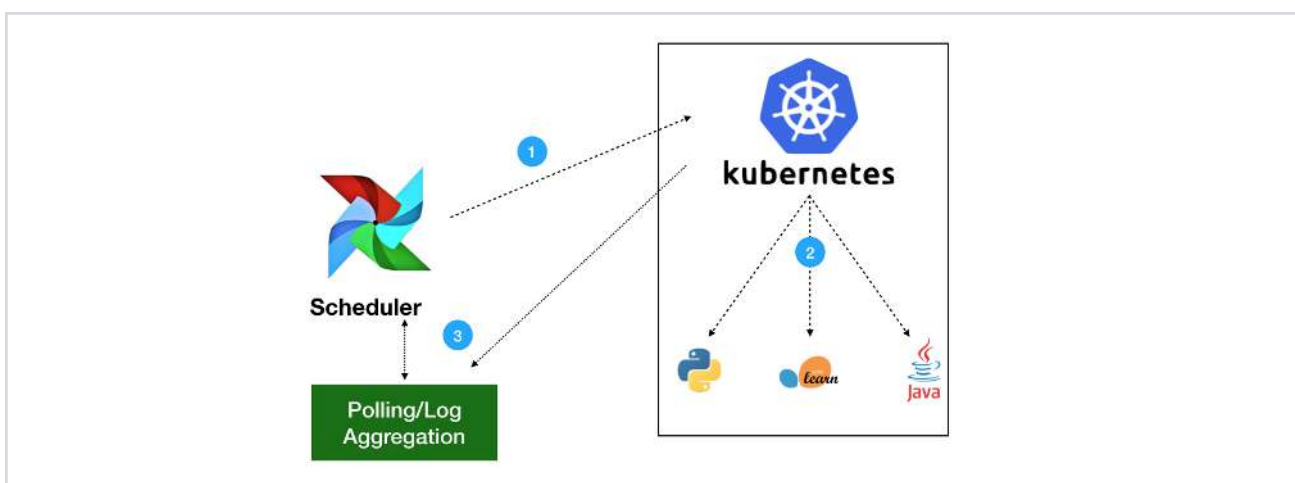 1
kubernetes
2
Scheduler
3
learn
Java
Polling/Log
Aggregation